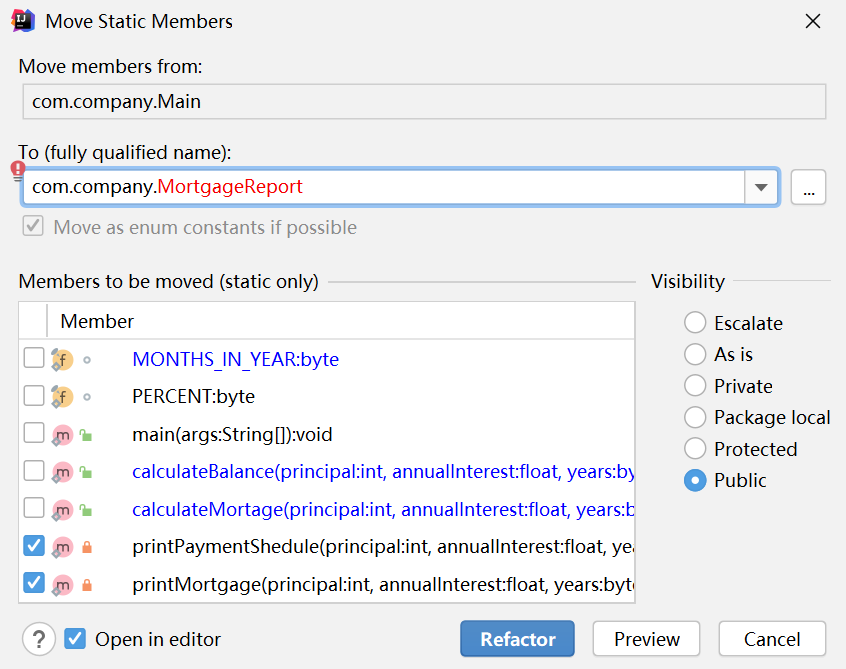 Move Static Members
Move members from:
com.company.Main
To (fully qualified name):
com.company.MortgageReport
...
Move as enum constants if possible
Members to be moved (static only)
Member
MONTHS_IN_YEAR:byte
PERCENT:byte
main(args:String[]):void
calculateBalance(principal:int, annualInterest:float, years:by
calculateMortage(principal:int, annualInterest:float, years:b
printPaymentShedule(principal:int, annualInterest:float, yea
printMortgage(principal:int, annualInterest:float, years:byte
Visibility
Escalate
As is
Private
Package local
Protected
Public
? Open in editor
Refactor
Preview
Cancel